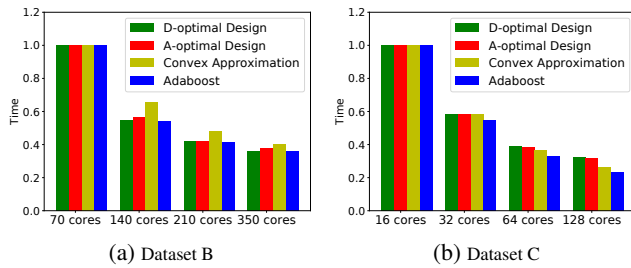 1.2
1.0
0.8
0.6
0.4
0.2
0.0
Time
D-optimal Design
A-optimal Design
Convex Approximation
Adaboost
70 cores 140 cores 210 cores 350 cores
(a) Dataset B
1.2
1.0
0.8
0.6
0.4
0.2
0.0
Time
D-optimal Design
A-optimal Design
Convex Approximation
Adaboost
16 cores 32 cores 64 cores 128 cores
(b) Dataset C